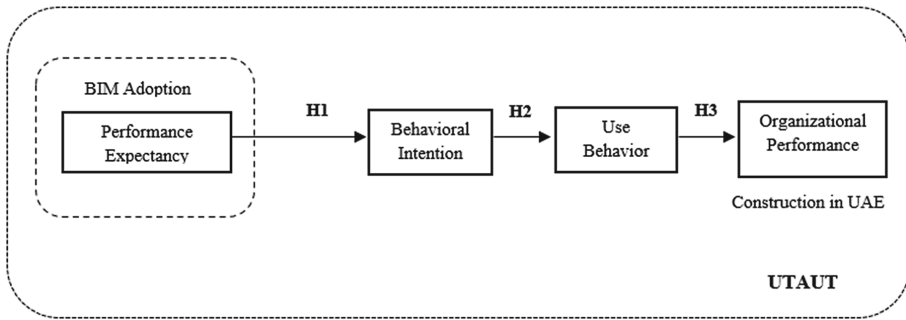 BIM Adoption
Performance
Expectancy
H1
Behavioral
Intention
H2
Use
Behavior
H3
Organizational
Performance
Construction in UAE
UTAUT